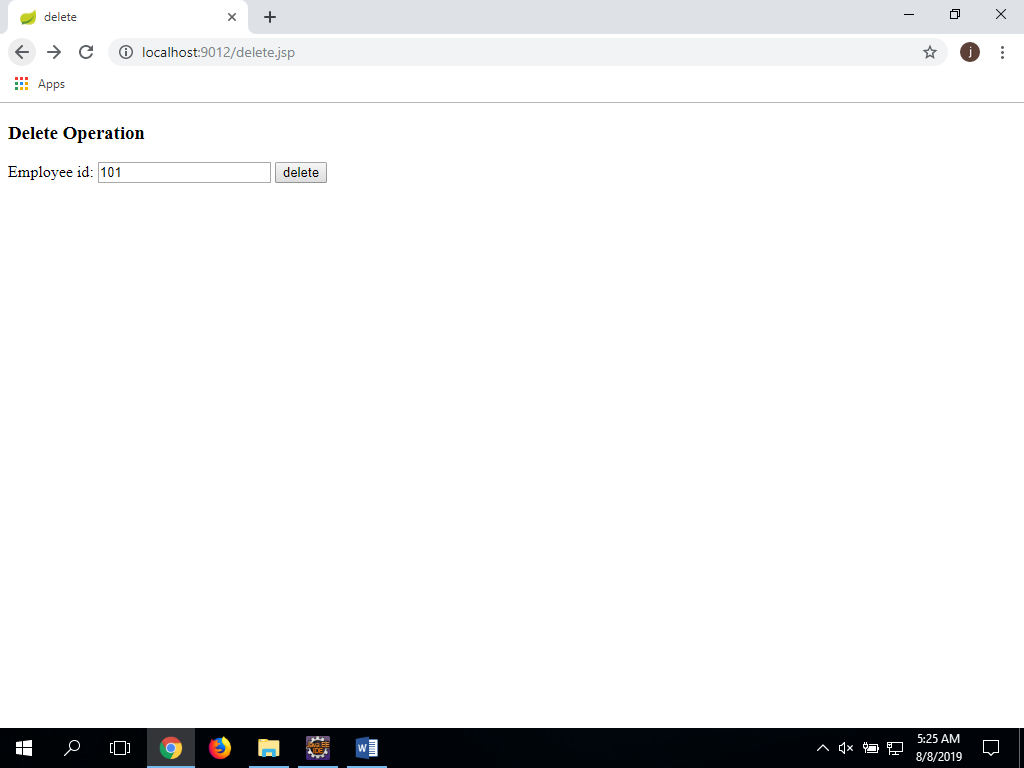 delete
localhost:9012/delete.jsp
j
Apps
Delete Operation
Employee id: 101 delete
5:25 AM
8/8/2019